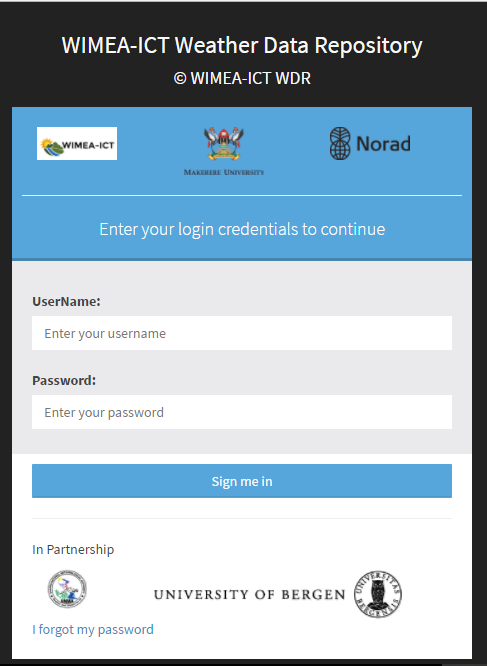 WIMEA-ICT Weather Data Repository
© WIMEA-ICT WDR
WIMEA-ICT
MAKERERE UNIVERSITY
Norad
Enter your login credentials to continue
UserName:
Enter your username
Password:
Enter your password
Sign me in
In Partnership
UNIVERSITY OF BERGEN
UNIVERSITAS
BERGENSIS
I forgot my password